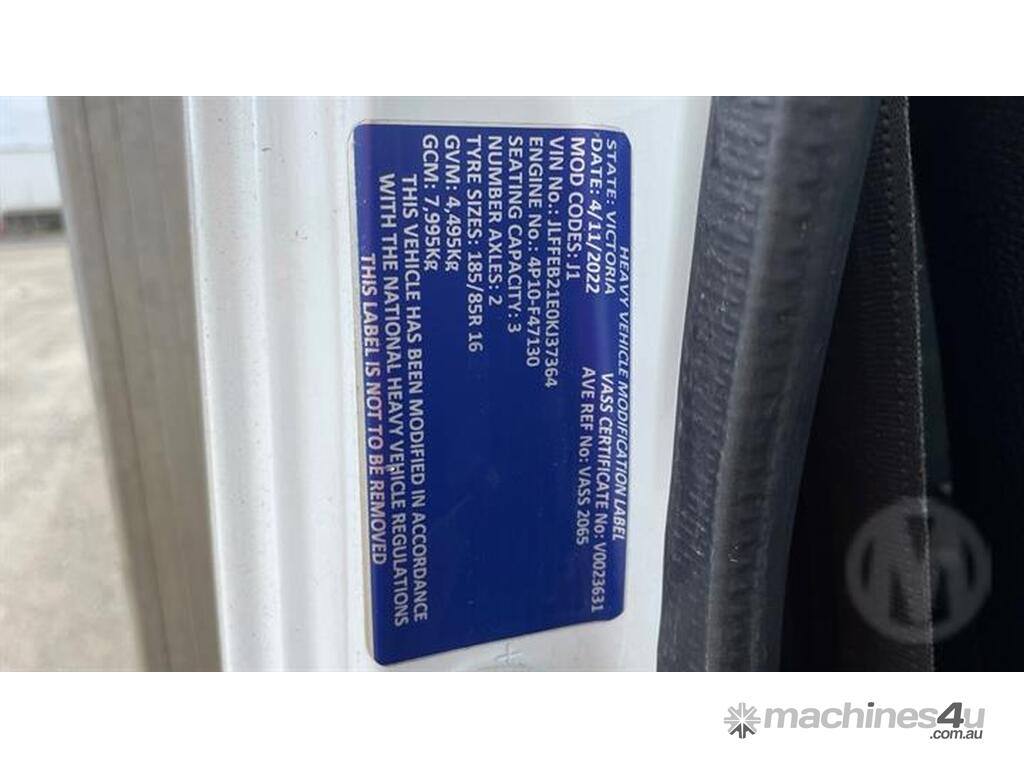 HEAVY VEHICLE MODIFICATION LABEL
STATE: VICTORIA VASS CERTIFICATE No: V0023631
DATE: 4/11/2022 AVE REF No: VASS 2065
MOD CODES: J1
VIN No.: JLFFEB21E0KJ37364
ENGINE No.: 4P10-F47130
SEATING CAPACITY: 3
NUMBER AXLES: 2
TYRE SIZES: 185/85R 16
GVM: 4,495Kg
GCM: 7,995Kg
THIS VEHICLE HAS BEEN MODIFIED IN ACCORDANCE
WITH THE NATIONAL HEAVY VEHICLE REGULATIONS
THIS LABEL IS NOT TO BE REMOVED
M
machines4u
.com.au